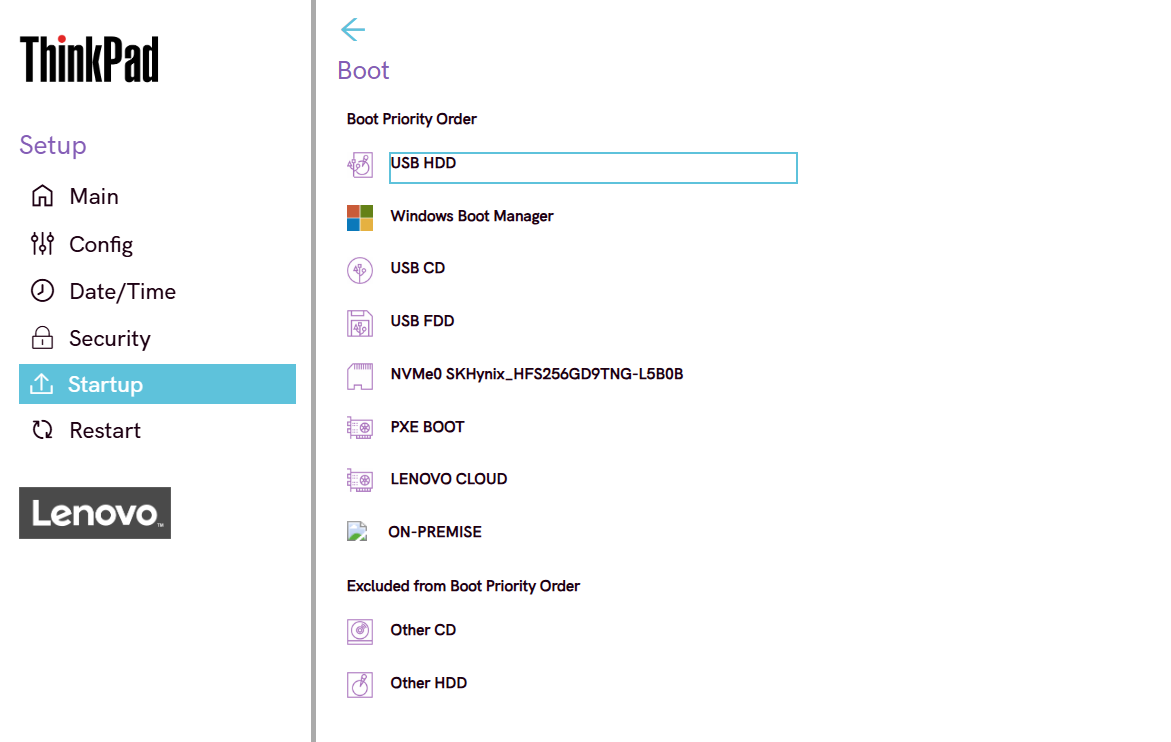 ThinkPad
Setup
Main
Config
Date/Time
Security
Startup
Restart
Lenovo™
Boot
Boot Priority Order
USB HDD
Windows Boot Manager
USB CD
USB FDD
NVMe0 SKHynix_HFS256GD9TNG-L5B0B
PXE BOOT
LENOVO CLOUD
ON-PREMISE
Excluded from Boot Priority Order
Other CD
Other HDD